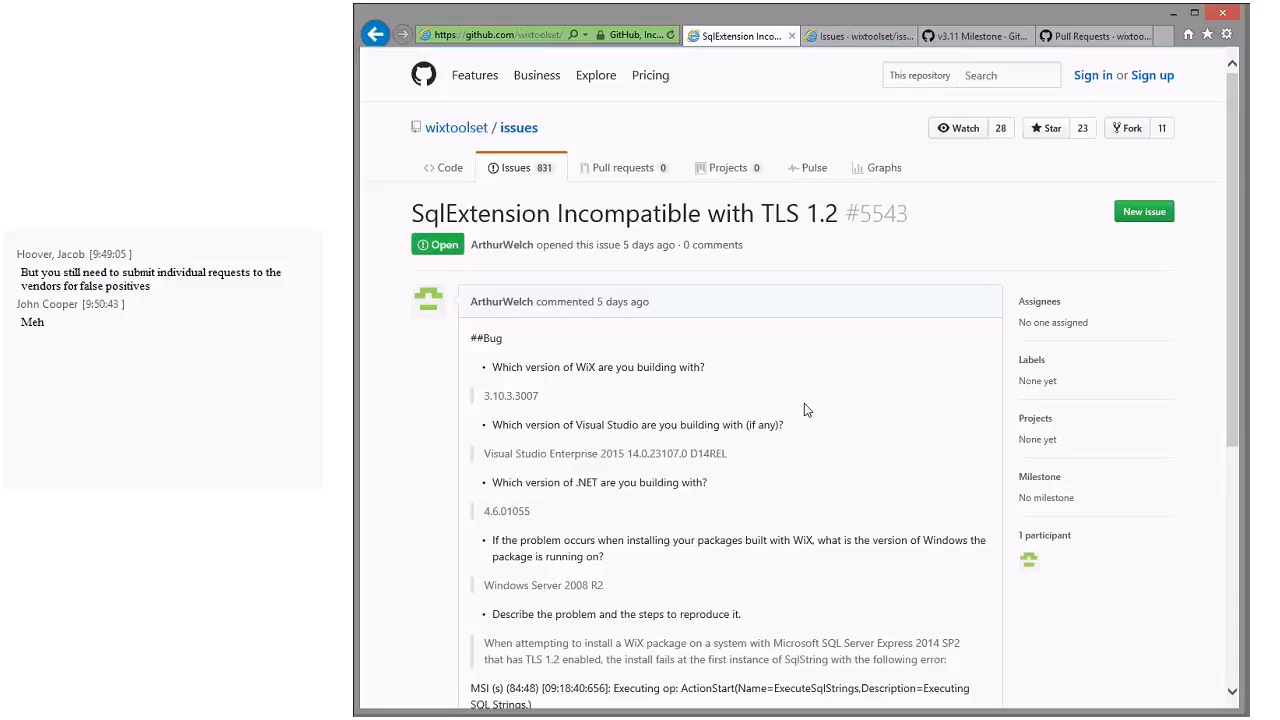 Hoover, Jacob [9:49:05 ]
But you still need to submit individual requests to the
vendors for false positives
John Cooper [9:50:43 ]
Meh
https://github.com/wixtoolset/
GitHub, Inc...
SqlExtension Inco...
Issues - wixtoolset/iss...
v3.11 Milestone - Git...
Pull Requests - wixtoo...
Features
Business
Explore
Pricing
This repository
Search
Sign in or Sign up
wixtoolset / issues
Watch 28
Star 23
Fork 11
<> Code
Issues 831
Pull requests 0
Projects 0
Pulse
Graphs
SqlExtension Incompatible with TLS 1.2 #5543
New issue
Open
ArthurWelch opened this issue 5 days ago · 0 comments
ArthurWelch commented 5 days ago
##Bug
• Which version of WiX are you building with?
3.10.3.3007
• Which version of Visual Studio are you building with (if any)?
Visual Studio Enterprise 2015 14.0.23107.0 D14REL
• Which version of .NET are you building with?
4.6.01055
• If the problem occurs when installing your packages built with WiX, what is the version of Windows the
package is running on?
Windows Server 2008 R2
• Describe the problem and the steps to reproduce it.
When attempting to install a WiX package on a system with Microsoft SQL Server Express 2014 SP2
that has TLS 1.2 enabled, the install fails at the first instance of SqlString with the following error:
MSI (s) (84:48) [09:18:40:656]: Executing op: ActionStart(Name=ExecuteSqlStrings,Description=Executing
SQL Strings,)
Assignees
No one assigned
Labels
None yet
Projects
None yet
Milestone
No milestone
1 participant